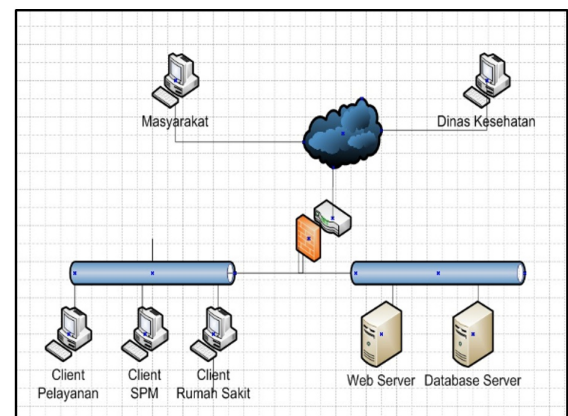 Masyarakat
Dinas Kesehatan
Client
Pelayanan
Client
SPM
Client
Rumah Sakit
Web Server
Database Server